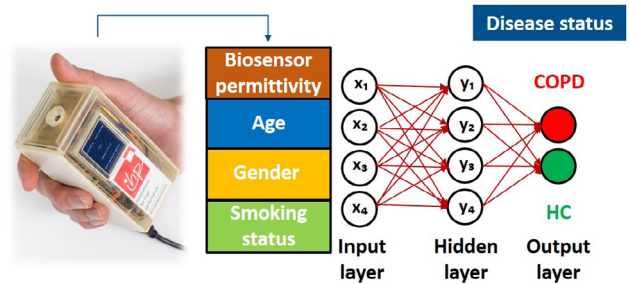 Disease status
Biosensor
permittivity
Age
Gender
Smoking
status
x1
x2
x3
x4
Input
layer
y1
y2
y3
y4
Hidden
layer
COPD
HC
Output
layer
ihp